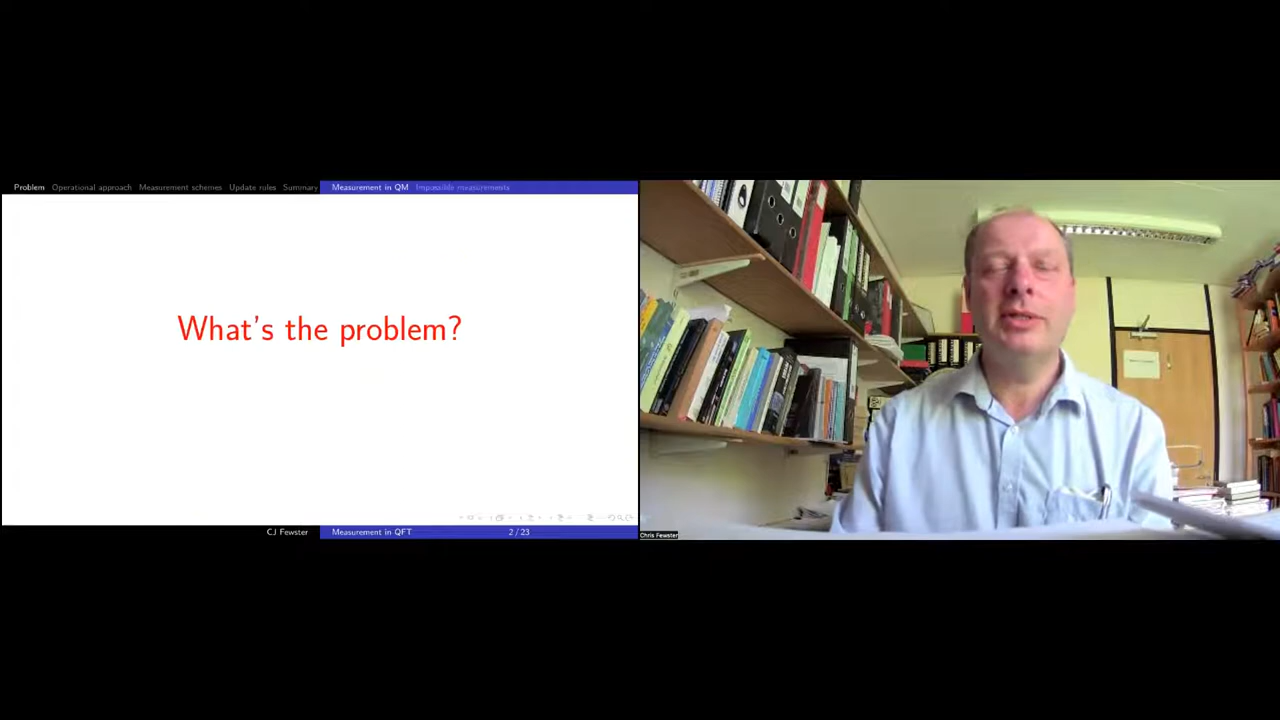 Problem Operational approach Measurement schemes Update rules Summary Measurement in QM Impossible measurements
What's the problem?
CJ Fewster Measurement in QFT 2 / 23
Chris Fewster